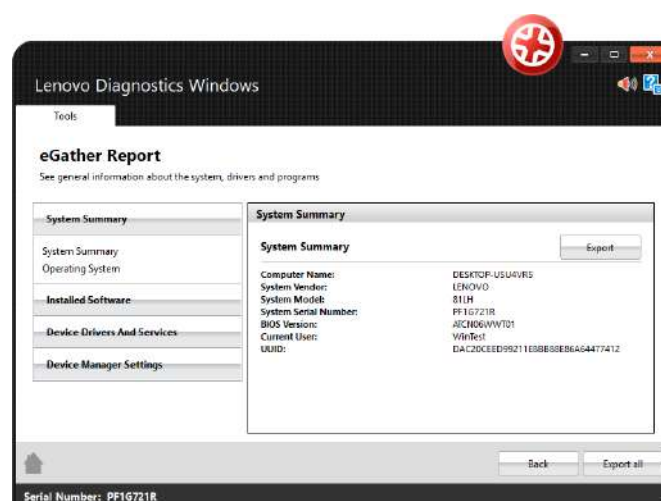 Lenovo Diagnostics Windows
Tools
eGather Report
See general information about the system, drivers and programs
System Summary
System Summary
Operating System
Installed Software
Device Drivers And Services
Device Manager Settings
System Summary
System Summary
Export
Computer Name: DESKTOP-USU4VRS
System Vendor: LENOVO
System Model: 81LH
System Serial Number: PF1G721R
BIOS Version: ATCN06WWT01
Current User: WinTest
UUID:
Back
Export all
Serial Number: PF1G721R